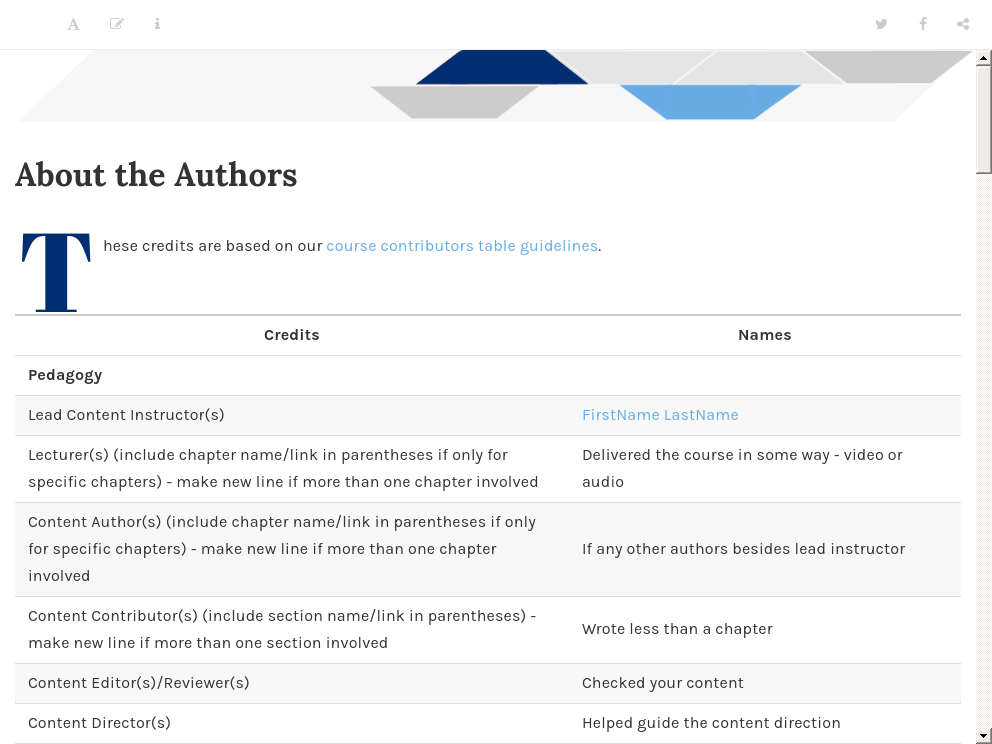 About the Authors
These credits are based on our course contributors table guidelines.
Credits Names
Pedagogy
Lead Content Instructor(s) FirstName LastName
Lecturer(s) (include chapter name/link in parentheses if only for
specific chapters) - make new line if more than one chapter involved
Delivered the course in some way - video or
audio
Content Author(s) (include chapter name/link in parentheses if only
for specific chapters) - make new line if more than one chapter
involved
If any other authors besides lead instructor
Content Contributor(s) (include section name/link in parentheses) -
make new line if more than one section involved
Wrote less than a chapter
Content Editor(s)/Reviewer(s) Checked your content
Content Director(s) Helped guide the content direction